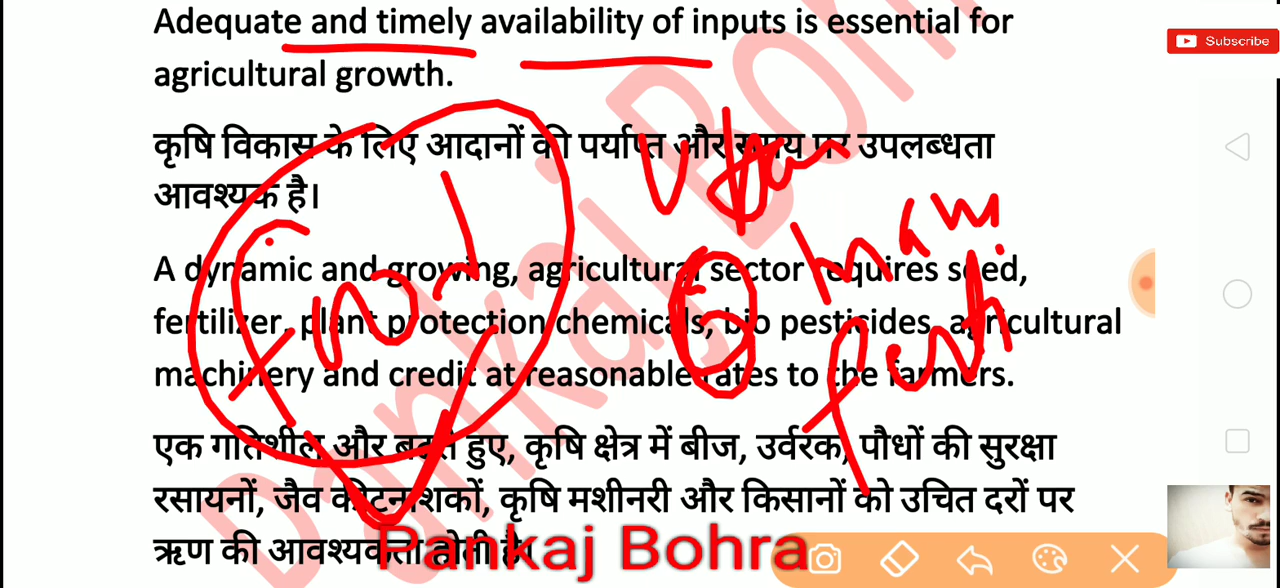 Adequate and timely availability of inputs is essential for
agricultural growth.
Subscribe
कृषि विकास के लिए आदानों की पर्याप्त और समय पर उपलब्धता
आवश्यक है।
A dynamic and growing, agricultural sector requires seed,
fertilizer, plant protection chemicals, bio pesticides, agricultural
machinery and credit at reasonable rates to the farmers.
एक गतिशील और बढ़ते हुए, कृषि क्षेत्र में बीज, उर्वरक, पौधों की सुरक्षा
रसायनों, जैव कीटनाशकों, कृषि मशीनरी और किसानों को उचित दरों पर
ऋण की आवश्यकता होती है।
Pankaj Bohra
Pankaj Bohra